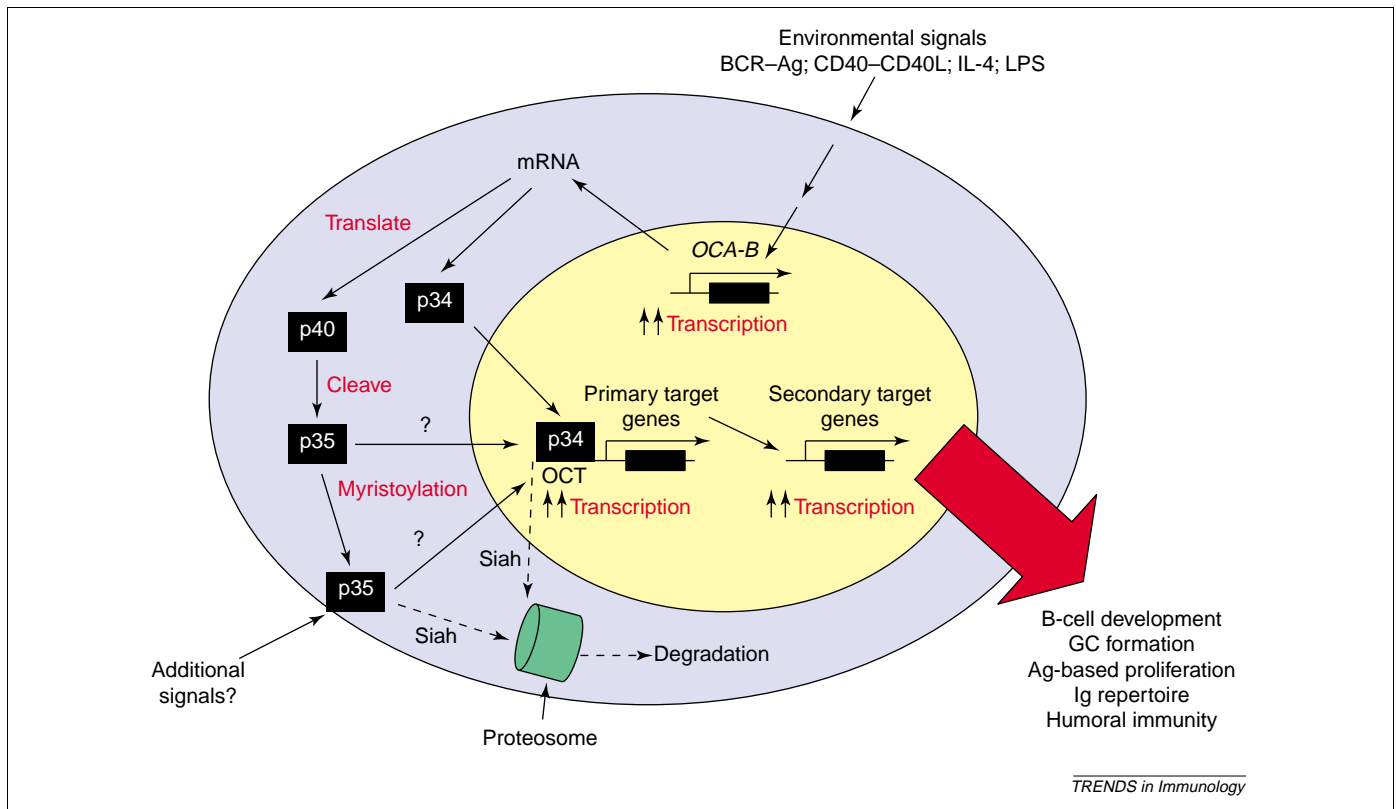 Environmental signals
BCR–Ag; CD40–CD40L; IL-4; LPS
mRNA
Translate
OCA-B
p34
p40
Transcription
Cleave
Primary target
genes
Secondary target
genes
?
p35
p34
OCT
Myristoylation
Transcription
Transcription
?
Siah
p35
Siah
Degradation
Additional
signals?
Proteosome
B-cell development
GC formation
Ag-based proliferation
Ig repertoire
Humoral immunity
TRENDS in Immunology